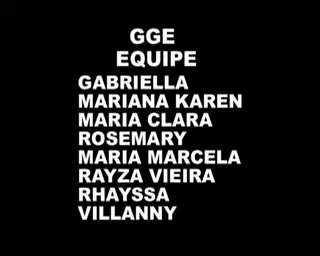 GGE
EQUIPE
GABRIELLA
MARIANA KAREN
MARIA CLARA
ROSEMARY
MARIA MARCELA
RAYZA VIEIRA
RHAYSSA
VILLANNY